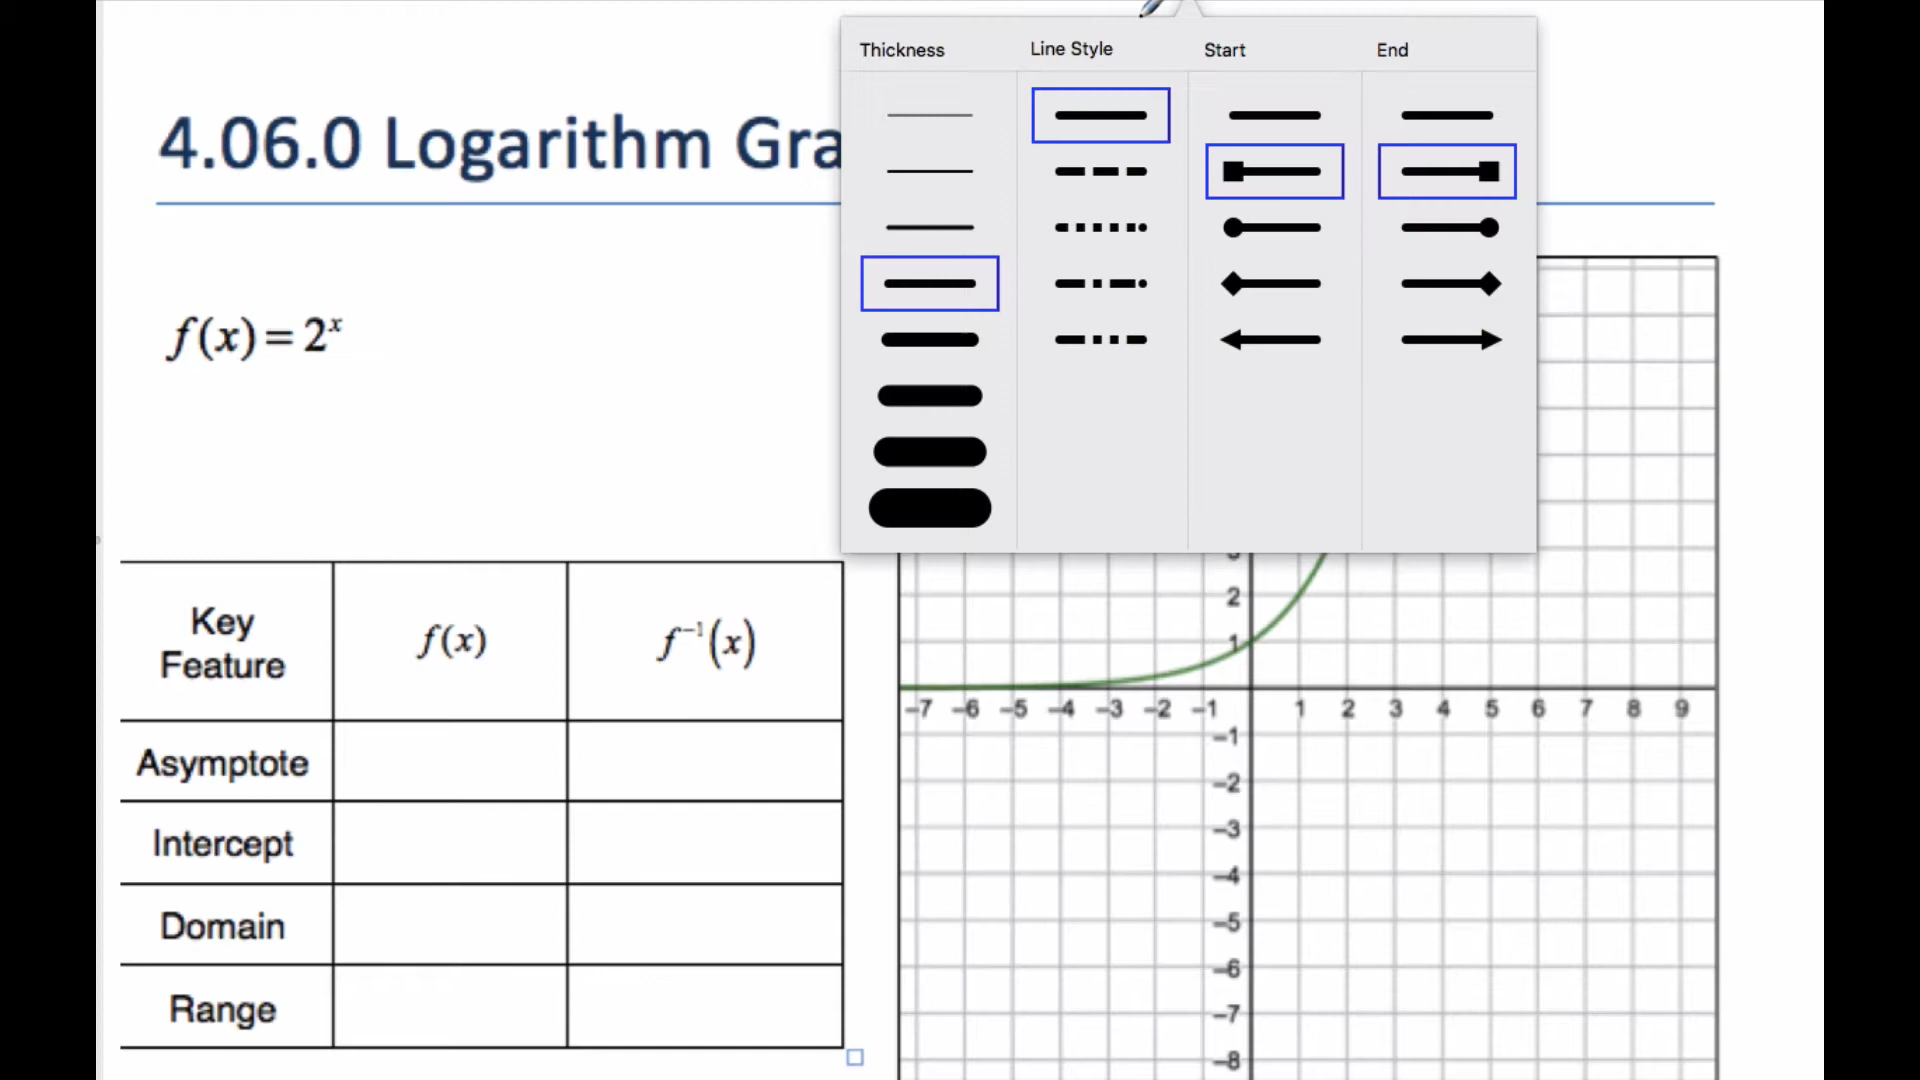 Thickness Line Style Start End
4.06.0 Logarithm Gra
f(x) = 2ˣ
Key Feature f(x) f⁻¹(x)
Asymptote
Intercept
Domain
Range
2
1
–7 –6 –5 –4 –3 –2 –1 1 2 3 4 5 6 7 8 9
–1
–2
–3
–4
–5
–6
–7
–8